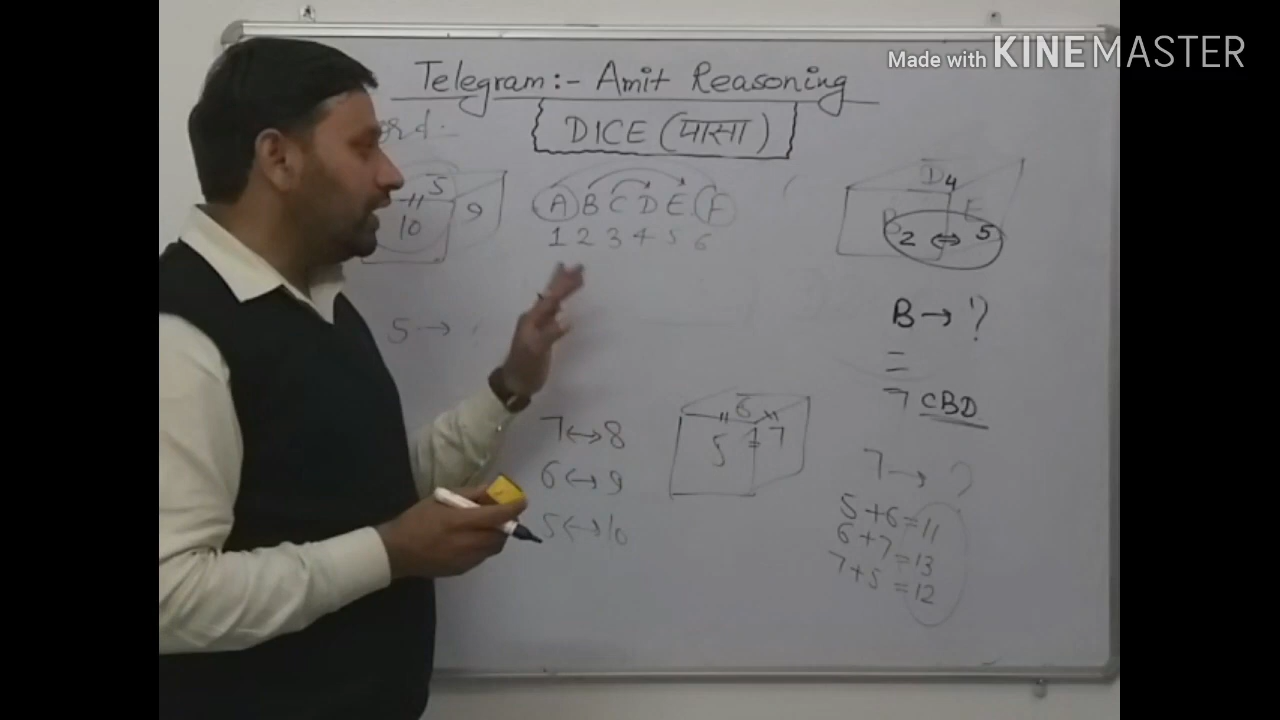 Made with KINEMASTER
Telegram:- Amit Reasoning
DICE (पासा)
5
10 9
A B C D E F
1 2 3 4 5 6
D 4
B E
2 ↔ 5
B → ?
=
7 CBD
5 →
7 ↔ 8
6 ↔ 9
5 ↔ 10
6
5 7
7 → ?
5+6=11
6+7=13
7+5=12